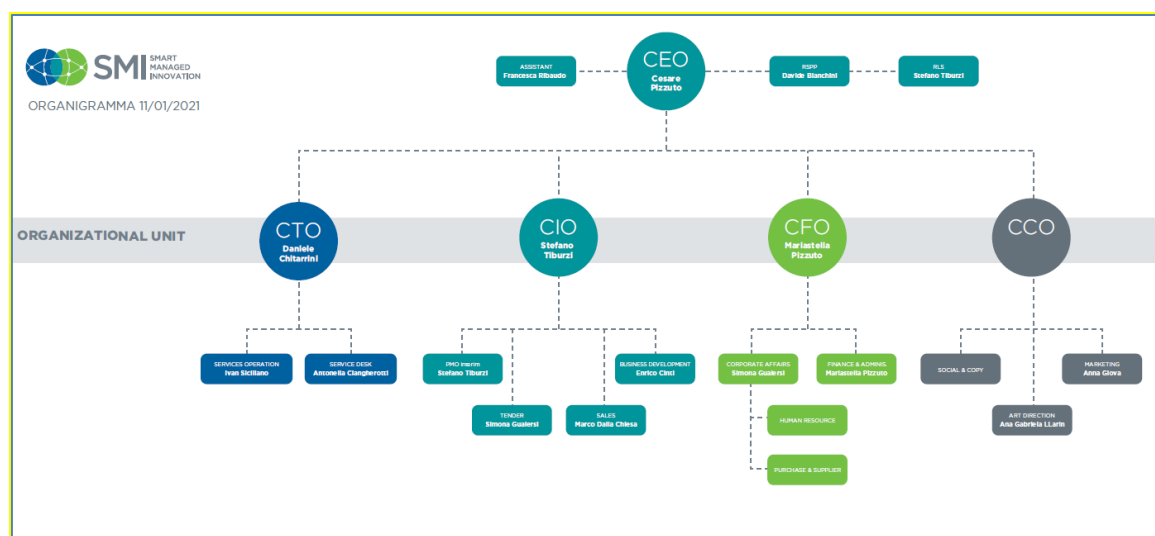 SMI
SMART
MANAGED
INNOVATION
ORGANIGRAMMA 11/01/2021
CEO
Cesare
Pizzuto
ASSISTANT
Francesca Ribaudo
RSPP
Davide Bianchini
RLS
Stefano Tiburzi
ORGANIZATIONAL UNIT
CTO
Daniele
Chitarrini
CIO
Stefano
Tiburzi
CFO
Mariastella
Pizzuto
CCO
SERVICES OPERATION
Ivan Siciliano
SERVICE DESK
Antonella Ciangherotti
PMO interim
Stefano Tiburzi
BUSINESS DEVELOPMENT
Enrico Cinti
TENDER
Simona Gualersi
SALES
Marco Dalla Chiesa
CORPORATE AFFAIRS
Simona Gualersi
FINANCE & ADMINIS.
Mariastella Pizzuto
HUMAN RESOURCE
PURCHASE & SUPPLIER
SOCIAL & COPY
MARKETING
Anna Giova
ART DIRECTION
Ana Gabriela LLarin